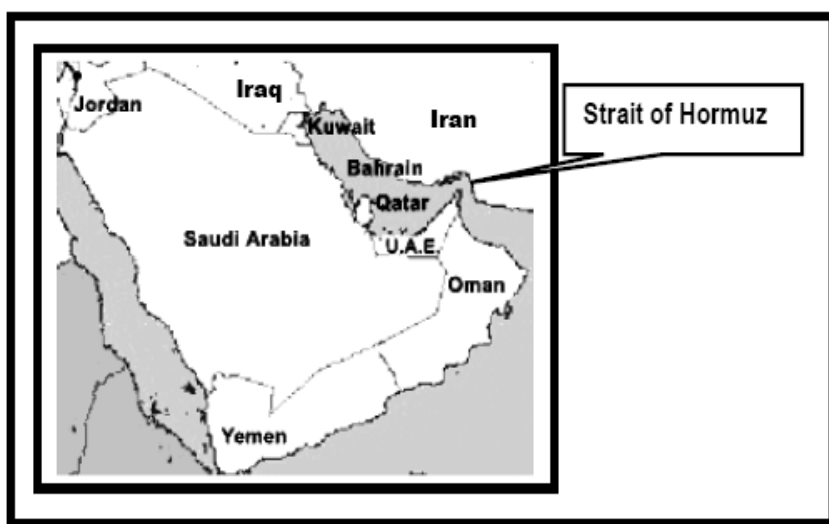 Iraq
Jordan
Kuwait
Iran
Strait of Hormuz
Bahrain
Qatar
Saudi Arabia
U.A.E.
Oman
Yemen